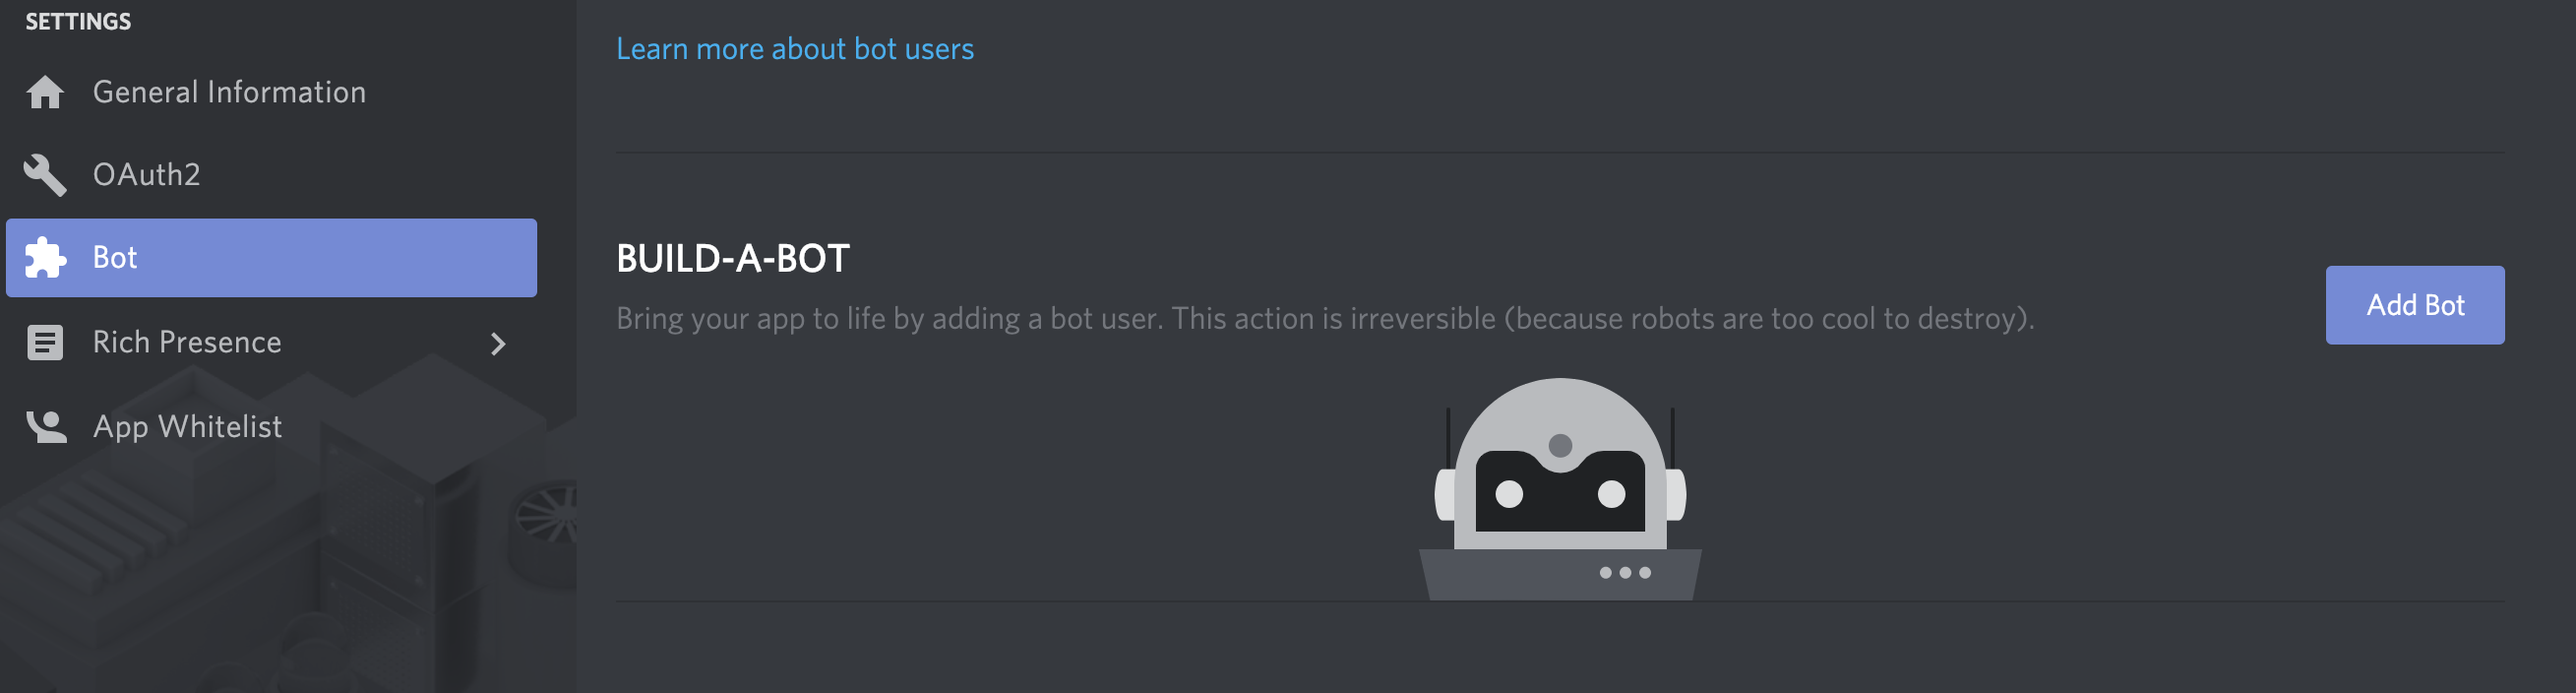 SETTINGS
General Information
OAuth2
Bot
Rich Presence
App Whitelist
Learn more about bot users
BUILD-A-BOT
Bring your app to life by adding a bot user. This action is irreversible (because robots are too cool to destroy).
Add Bot